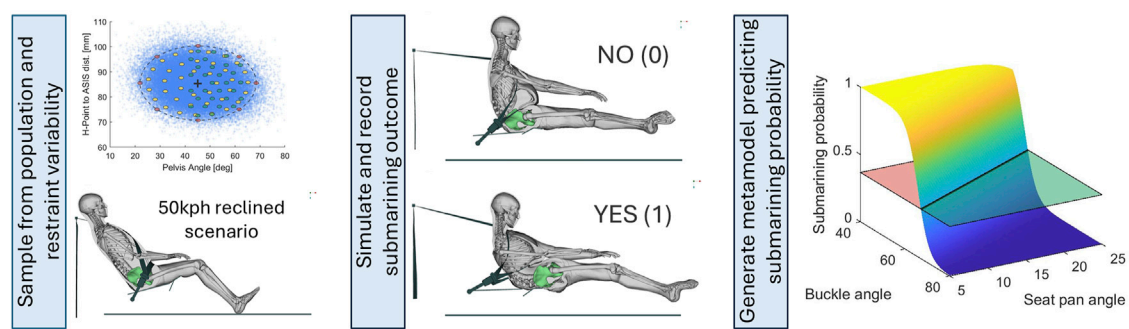 Sample from population and
restraint variability
H-Point to ASIS dist. [mm]
110
100
90
80
70
60
10 20 30 40 50 60 70 80
Pelvis Angle [deg]
50kph reclined
scenario
Simulate and record
submarining outcome
NO (0)
YES (1)
Generate metamodel predicting
submarining probability
Submarining probability
1
0.5
0
40
60
80
Buckle angle
5
10
15
20
25
Seat pan angle